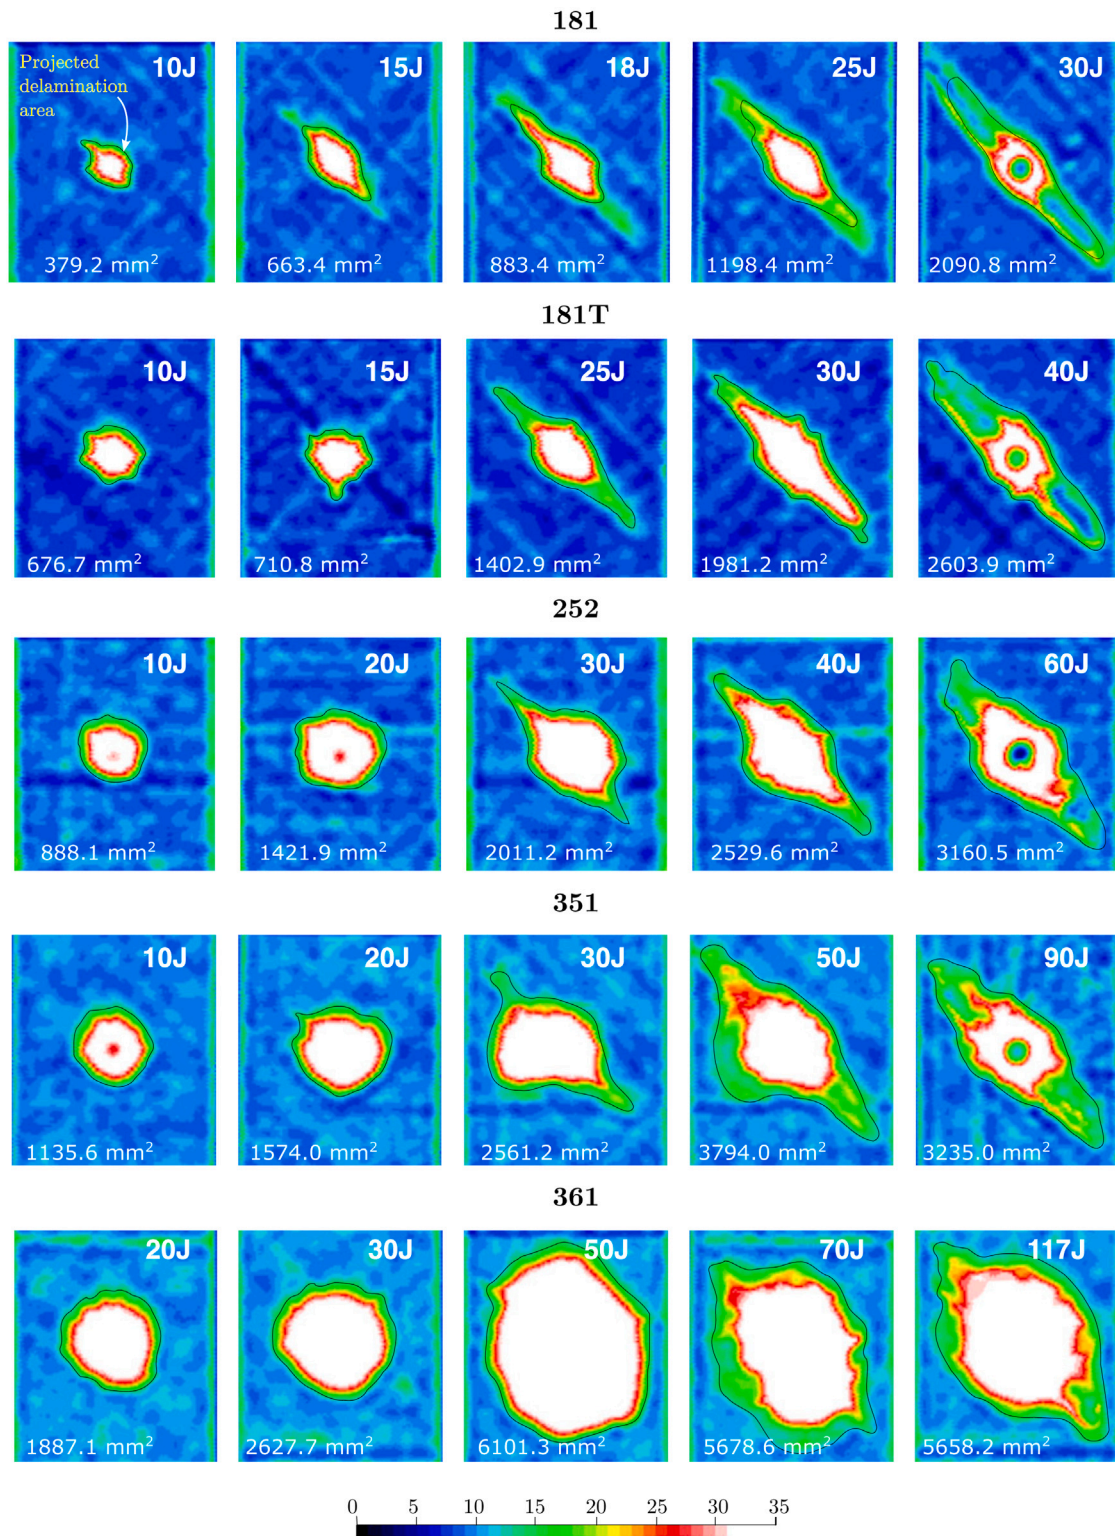 181
Projected
delamination
area
10J
15J
18J
25J
30J
379.2 mm²
663.4 mm²
883.4 mm²
1198.4 mm²
2090.8 mm²
181T
10J
15J
25J
30J
40J
676.7 mm²
710.8 mm²
1402.9 mm²
1981.2 mm²
2603.9 mm²
252
10J
20J
30J
40J
60J
888.1 mm²
1421.9 mm²
2011.2 mm²
2529.6 mm²
3160.5 mm²
351
10J
20J
30J
50J
90J
1135.6 mm²
1574.0 mm²
2561.2 mm²
3794.0 mm²
3235.0 mm²
361
20J
30J
50J
70J
117J
1887.1 mm²
2627.7 mm²
6101.3 mm²
5678.6 mm²
5658.2 mm²
0 5 10 15 20 25 30 35